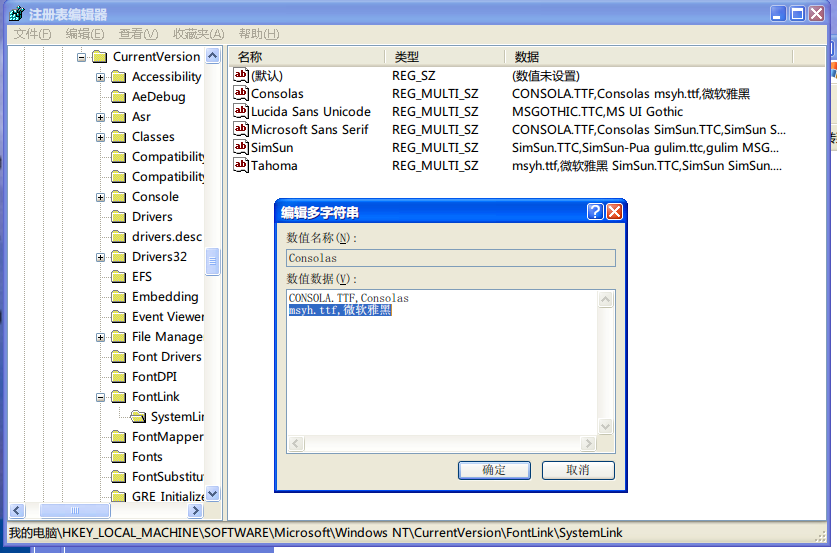 注册表编辑器
文件(F) 编辑(E) 查看(V) 收藏夹(A) 帮助(H)
CurrentVersion
Accessibility
AeDebug
Asr
Classes
Compatibility
Compatibility
Console
Drivers
drivers.desc
Drivers32
EFS
Embedding
Event Viewer
File Manage
Font Drivers
FontDPI
FontLink
SystemLin
FontMapper
Fonts
FontSubstitu
GRE Initialize
名称 类型 数据
(默认) REG_SZ (数值未设置)
Consolas REG_MULTI_SZ CONSOLA.TTF,Consolas msyh.ttf,微软雅黑
Lucida Sans Unicode REG_MULTI_SZ MSGOTHIC.TTC,MS UI Gothic
Microsoft Sans Serif REG_MULTI_SZ CONSOLA.TTF,Consolas SimSun.TTC,SimSun S...
SimSun REG_MULTI_SZ SimSun.TTC,SimSun-Pua gulim.ttc,gulim MSG...
Tahoma REG_MULTI_SZ msyh.ttf,微软雅黑 SimSun.TTC,SimSun SimSun....
编辑多字符串
数值名称(N):
Consolas
数值数据(V):
CONSOLA.TTF,Consolas
msyh.ttf,微软雅黑
确定 取消
我的电脑\HKEY_LOCAL_MACHINE\SOFTWARE\Microsoft\Windows NT\CurrentVersion\FontLink\SystemLink